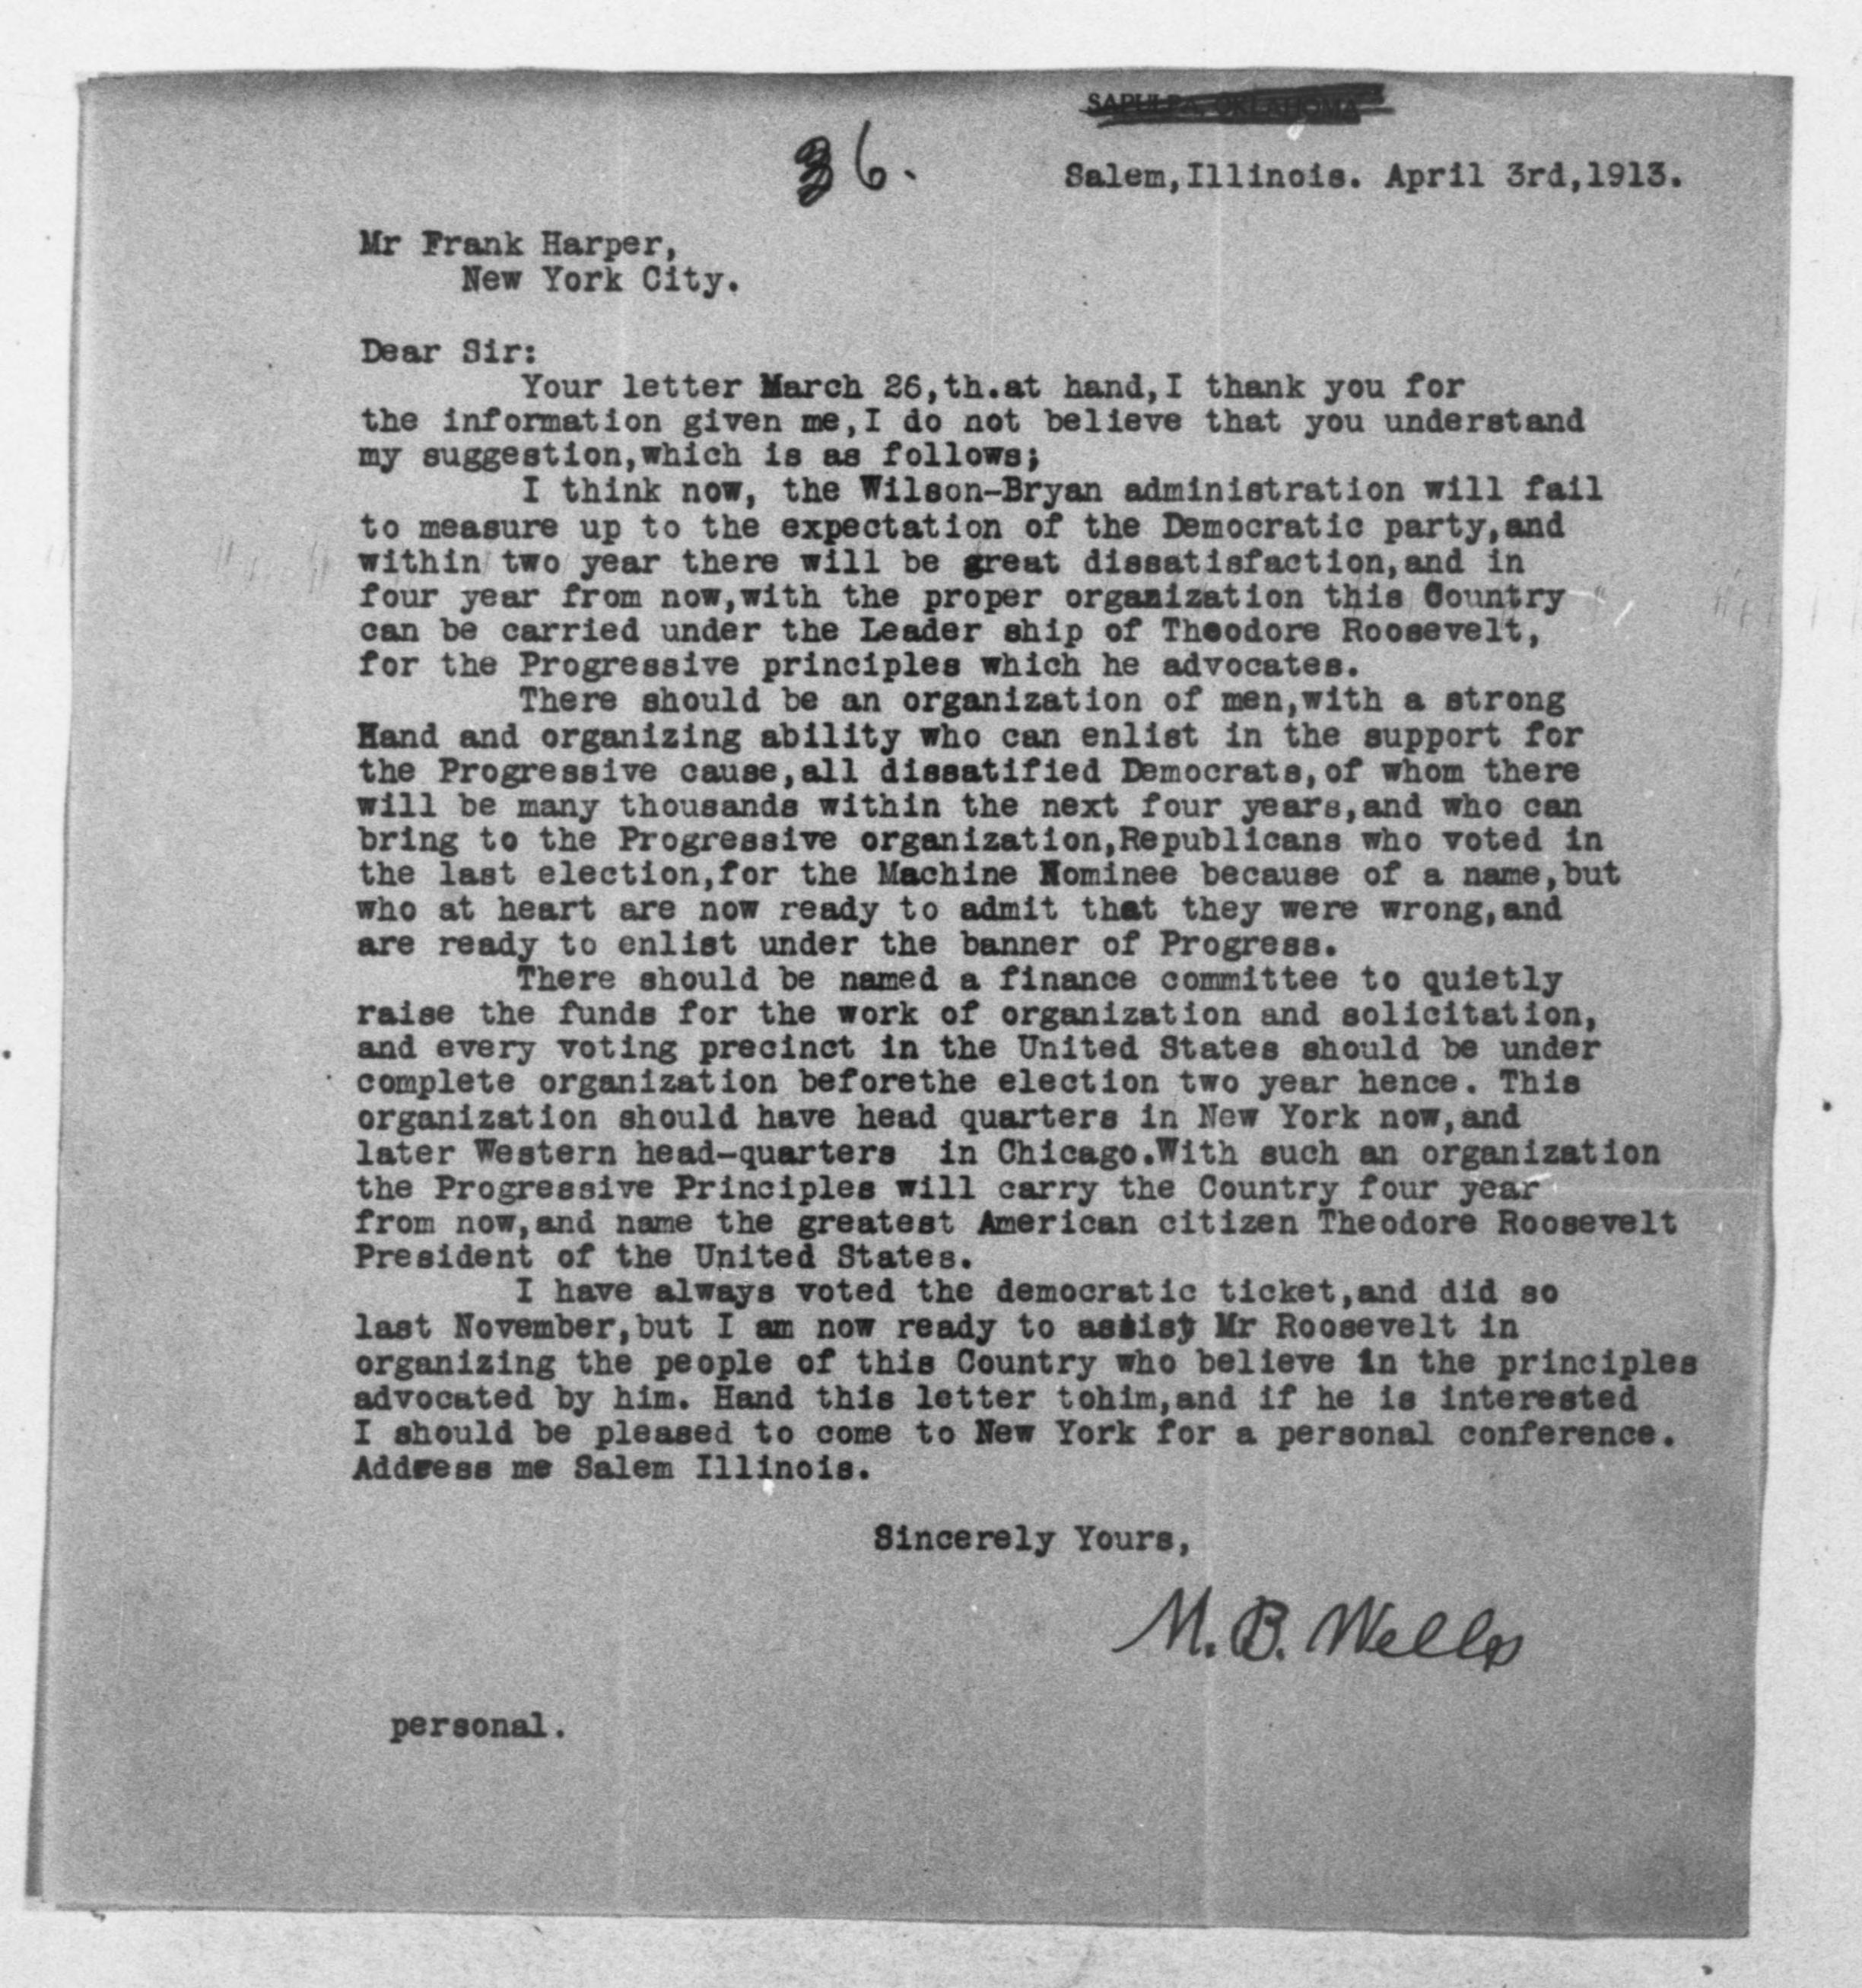 SAPULPA, OKLAHOMA
36.
Salem,Illinois. April 3rd,1913.
Mr Frank Harper,
New York City.
Dear Sir:
Your letter March 26,th.at hand,I thank you for
the information given me,I do not believe that you understand
my suggestion,which is as follows;
I think now, the Wilson-Bryan administration will fail
to measure up to the expectation of the Democratic party,and
within two year there will be great dissatisfaction,and in
four year from now,with the proper organization this Country
can be carried under the Leader ship of Theodore Roosevelt,
for the Progressive principles which he advocates.
There should be an organization of men,with a strong
Hand and organizing ability who can enlist in the support for
the Progressive cause,all dissatified Democrats,of whom there
will be many thousands within the next four years,and who can
bring to the Progressive organization,Republicans who voted in
the last election,for the Machine Nominee because of a name,but
who at heart are now ready to admit that they were wrong,and
are ready to enlist under the banner of Progress.
There should be named a finance committee to quietly
raise the funds for the work of organization and solicitation,
and every voting precinct in the United States should be under
complete organization beforethe election two year hence. This
organization should have head quarters in New York now,and
later Western head-quarters in Chicago.With such an organization
the Progressive Principles will carry the Country four year
from now,and name the greatest American citizen Theodore Roosevelt
President of the United States.
I have always voted the democratic ticket,and did so
last November,but I am now ready to assist Mr Roosevelt in
organizing the people of this Country who believe in the principles
advocated by him. Hand this letter tohim,and if he is interested
I should be pleased to come to New York for a personal conference.
Address me Salem Illinois.
Sincerely Yours,
M. B. Wells
personal.